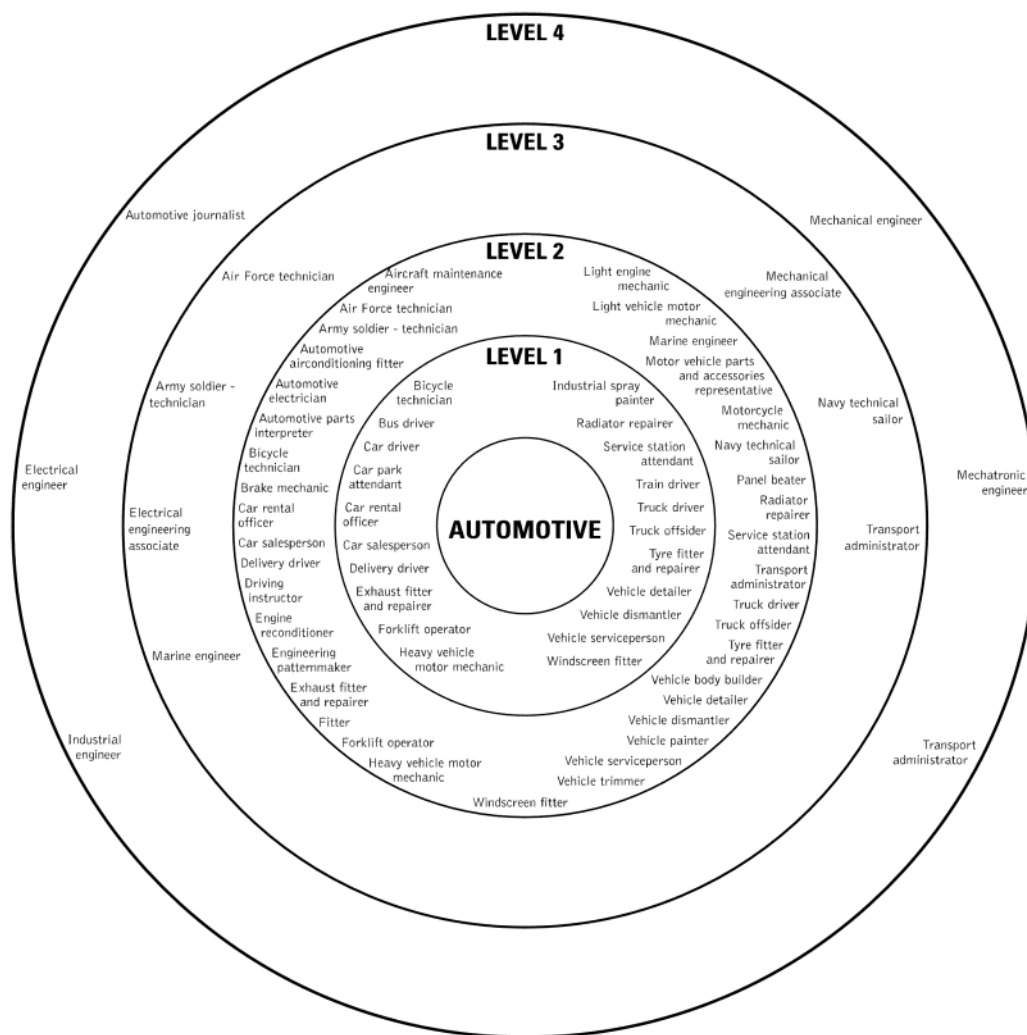 LEVEL 4
Automotive journalist
Electrical
engineer
Industrial
engineer
Mechanical engineer
Mechatronic
engineer
Transport
administrator
LEVEL 3
Air Force technician
Army soldier -
technician
Electrical
engineering
associate
Marine engineer
Mechanical
engineering associate
Navy technical
sailor
Transport
administrator
LEVEL 2
Aircraft maintenance
engineer
Air Force technician
Army soldier - technician
Automotive
airconditioning fitter
Automotive
electrician
Automotive parts
interpreter
Bicycle
technician
Brake mechanic
Car rental
officer
Car salesperson
Delivery driver
Driving
instructor
Engine
reconditioner
Engineering
patternmaker
Exhaust fitter
and repairer
Fitter
Forklift operator
Heavy vehicle motor
mechanic
Windscreen fitter
Light engine
mechanic
Light vehicle motor
mechanic
Marine engineer
Motor vehicle parts
and accessories
representative
Motorcycle
mechanic
Navy technical
sailor
Panel beater
Radiator
repairer
Service station
attendant
Transport
administrator
Truck driver
Truck offsider
Tyre fitter
and repairer
Vehicle body builder
Vehicle detailer
Vehicle dismantler
Vehicle painter
Vehicle serviceperson
Vehicle trimmer
LEVEL 1
Bicycle
technician
Bus driver
Car driver
Car park
attendant
Car rental
officer
Car salesperson
Delivery driver
Exhaust fitter
and repairer
Forklift operator
Heavy vehicle
motor mechanic
Industrial spray
painter
Radiator repairer
Service station
attendant
Train driver
Truck driver
Truck offsider
Tyre fitter
and repairer
Vehicle detailer
Vehicle dismantler
Vehicle serviceperson
Windscreen fitter
AUTOMOTIVE